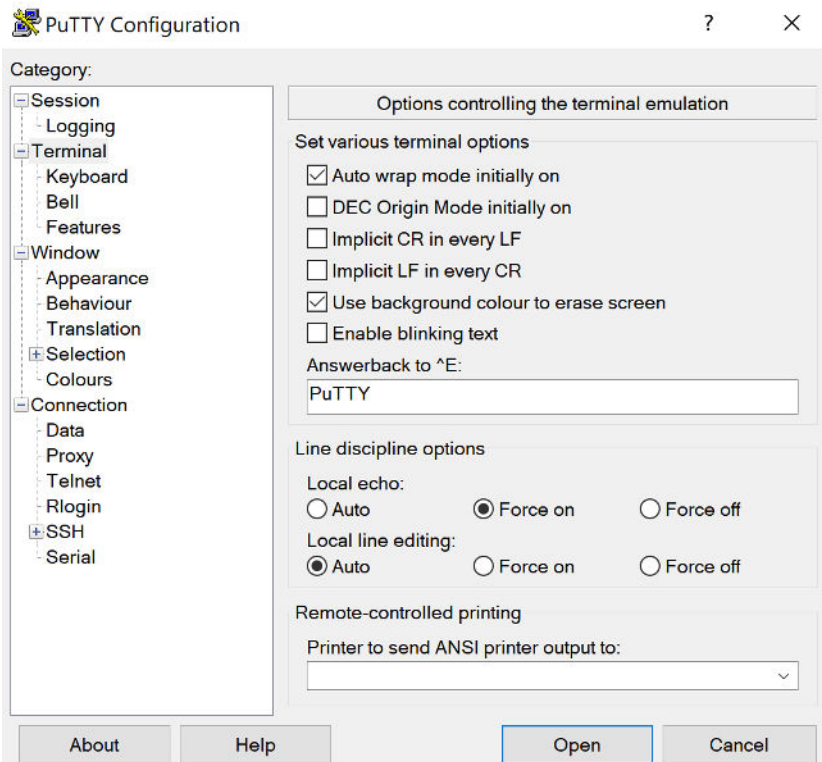 PuTTY Configuration ? ×
Category:
Session
Logging
Terminal
Keyboard
Bell
Features
Window
Appearance
Behaviour
Translation
Selection
Colours
Connection
Data
Proxy
Telnet
Rlogin
SSH
Serial
Options controlling the terminal emulation
Set various terminal options
Auto wrap mode initially on
DEC Origin Mode initially on
Implicit CR in every LF
Implicit LF in every CR
Use background colour to erase screen
Enable blinking text
Answerback to ^E:
PuTTY
Line discipline options
Local echo:
Auto Force on Force off
Local line editing:
Auto Force on Force off
Remote-controlled printing
Printer to send ANSI printer output to:
About Help Open Cancel